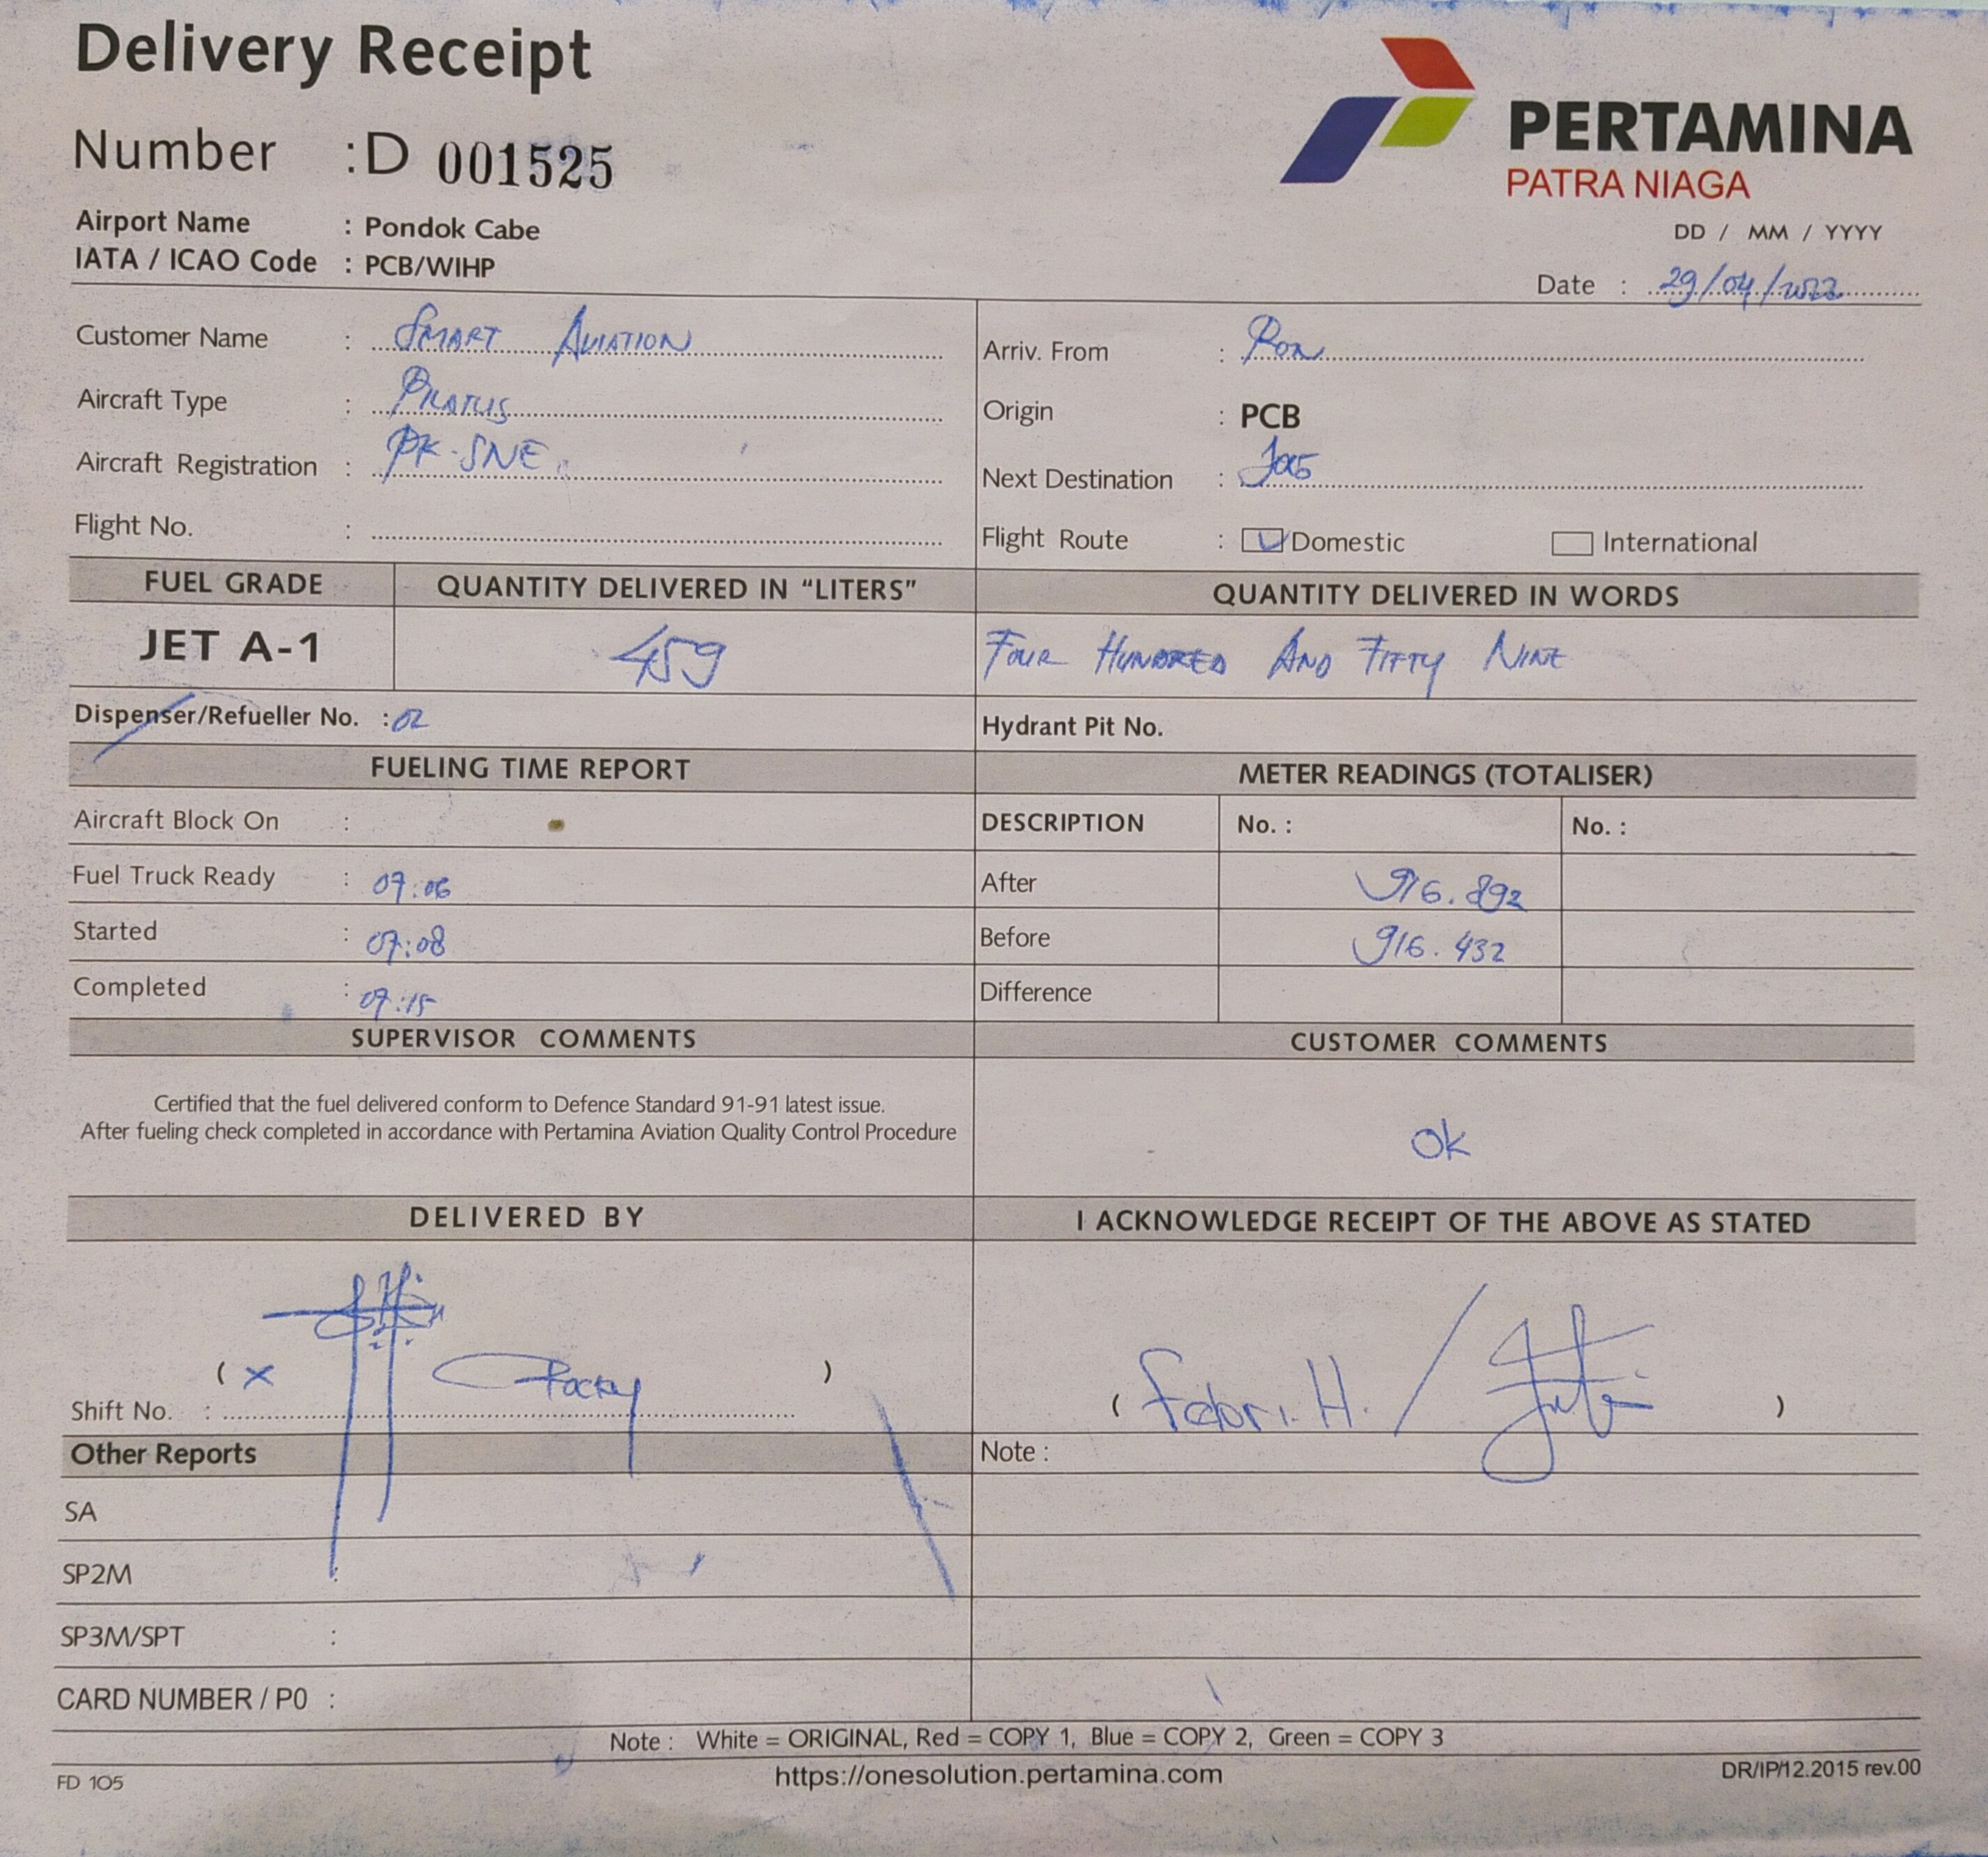 Delivery Receipt
PERTAMINA
PATRA NIAGA
Number : D 001525
Airport Name : Pondok Cabe
IATA / ICAO Code : PCB/WIHP
DD / MM / YYYY
Date : 29/04/2022
Customer Name : SMART AVIATION
Arriv. From : Ron
Aircraft Type : PILATUS
Origin : PCB
Aircraft Registration : PK-SNE
Next Destination :
Flight No. :
Flight Route : Domestic International
FUEL GRADE QUANTITY DELIVERED IN “LITERS” QUANTITY DELIVERED IN WORDS
JET A-1 459 FOUR HUNDRED AND FIFTY NINE
Dispenser/Refueller No. : 02 Hydrant Pit No.
FUELING TIME REPORT METER READINGS (TOTALISER)
Aircraft Block On : DESCRIPTION No. : No. :
Fuel Truck Ready : 07:06 After 916.892
Started : 07:08 Before 916.432
Completed : 07:15 Difference
SUPERVISOR COMMENTS CUSTOMER COMMENTS
Certified that the fuel delivered conform to Defence Standard 91-91 latest issue.
After fueling check completed in accordance with Pertamina Aviation Quality Control Procedure
Ok
DELIVERED BY I ACKNOWLEDGE RECEIPT OF THE ABOVE AS STATED
( x )
( Febri. H. / )
Shift No. :
Other Reports Note :
SA
SP2M :
SP3M/SPT :
CARD NUMBER / P0 :
Note : White = ORIGINAL, Red = COPY 1, Blue = COPY 2, Green = COPY 3
FD 105 https://onesolution.pertamina.com DR/IP/12.2015 rev.00